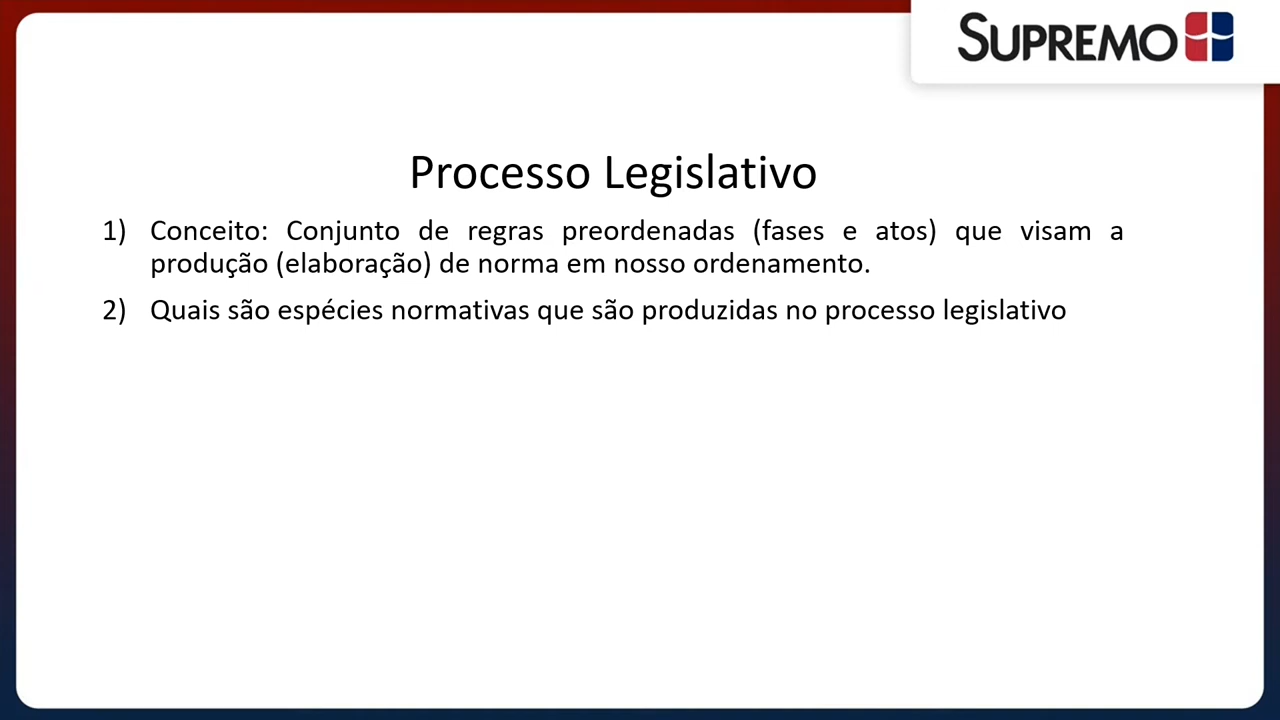 SUPREMO
Processo Legislativo
1) Conceito: Conjunto de regras preordenadas (fases e atos) que visam a
produção (elaboração) de norma em nosso ordenamento.
2) Quais são espécies normativas que são produzidas no processo legislativo